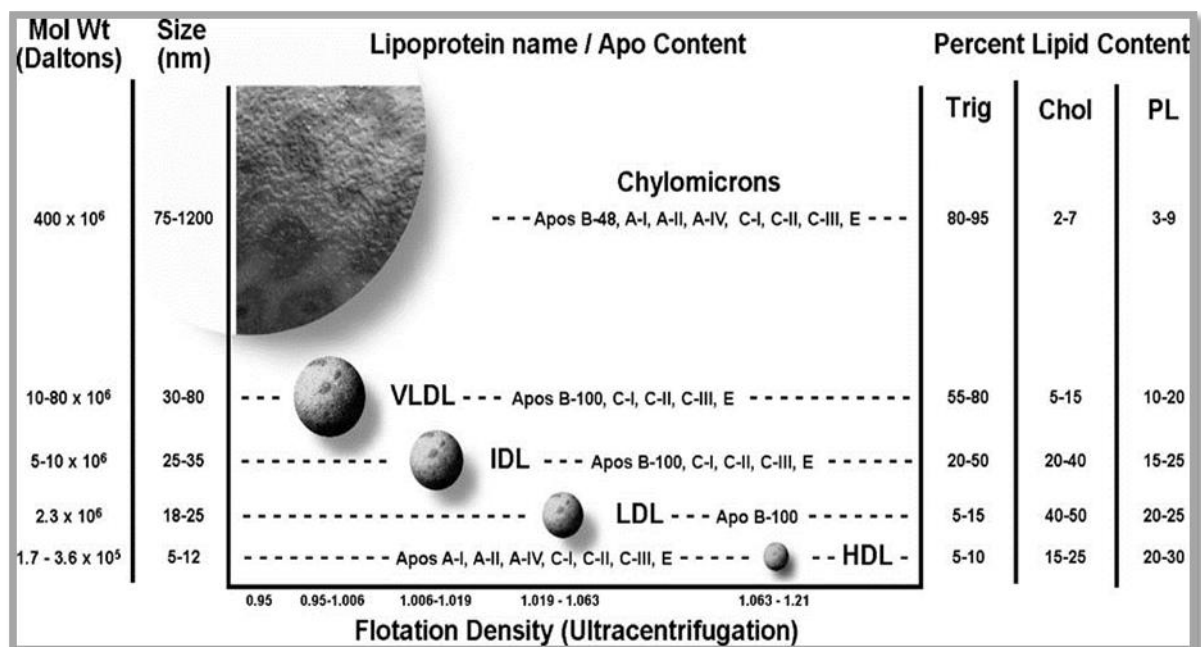 Mol Wt
(Daltons)
Size
(nm)
Lipoprotein name / Apo Content
Percent Lipid Content
Trig
Chol
PL
Chylomicrons
400 x 10⁶
75-1200
Apos B-48, A-I, A-II, A-IV, C-I, C-II, C-III, E
80-95
2-7
3-9
10-80 x 10⁶
30-80
VLDL
Apos B-100, C-I, C-II, C-III, E
55-80
5-15
10-20
5-10 x 10⁶
25-35
IDL
Apos B-100, C-I, C-II, C-III, E
20-50
20-40
15-25
2.3 x 10⁶
18-25
LDL
Apo B-100
5-15
40-50
20-25
1.7 - 3.6 x 10⁵
5-12
Apos A-I, A-II, A-IV, C-I, C-II, C-III, E
HDL
5-10
15-25
20-30
0.95
0.95-1.006
1.006-1.019
1.019 - 1.063
1.063 - 1.21
Flotation Density (Ultracentrifugation)